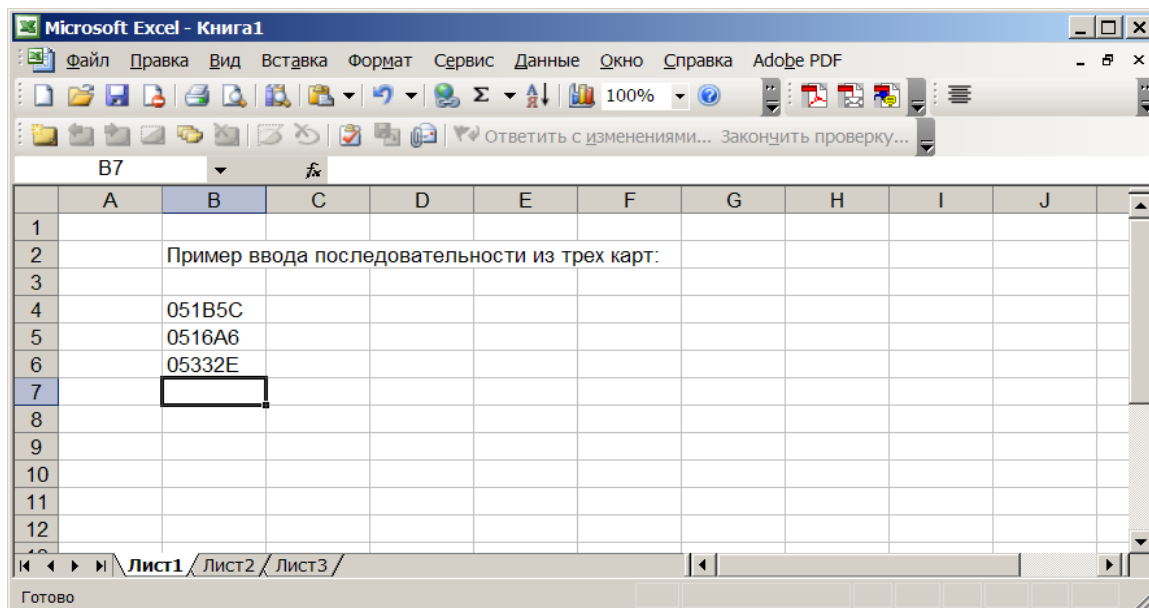 Microsoft Excel - Книга1
Файл Правка Вид Вставка Формат Сервис Данные Окно Справка Adobe PDF
100%
Ответить с изменениями... Закончить проверку...
B7 fx
A B C D E F G H I J
1
2 Пример ввода последовательности из трех карт:
3
4 051B5C
5 0516A6
6 05332E
7
8
9
10
11
12
Лист1 Лист2 Лист3
Готово